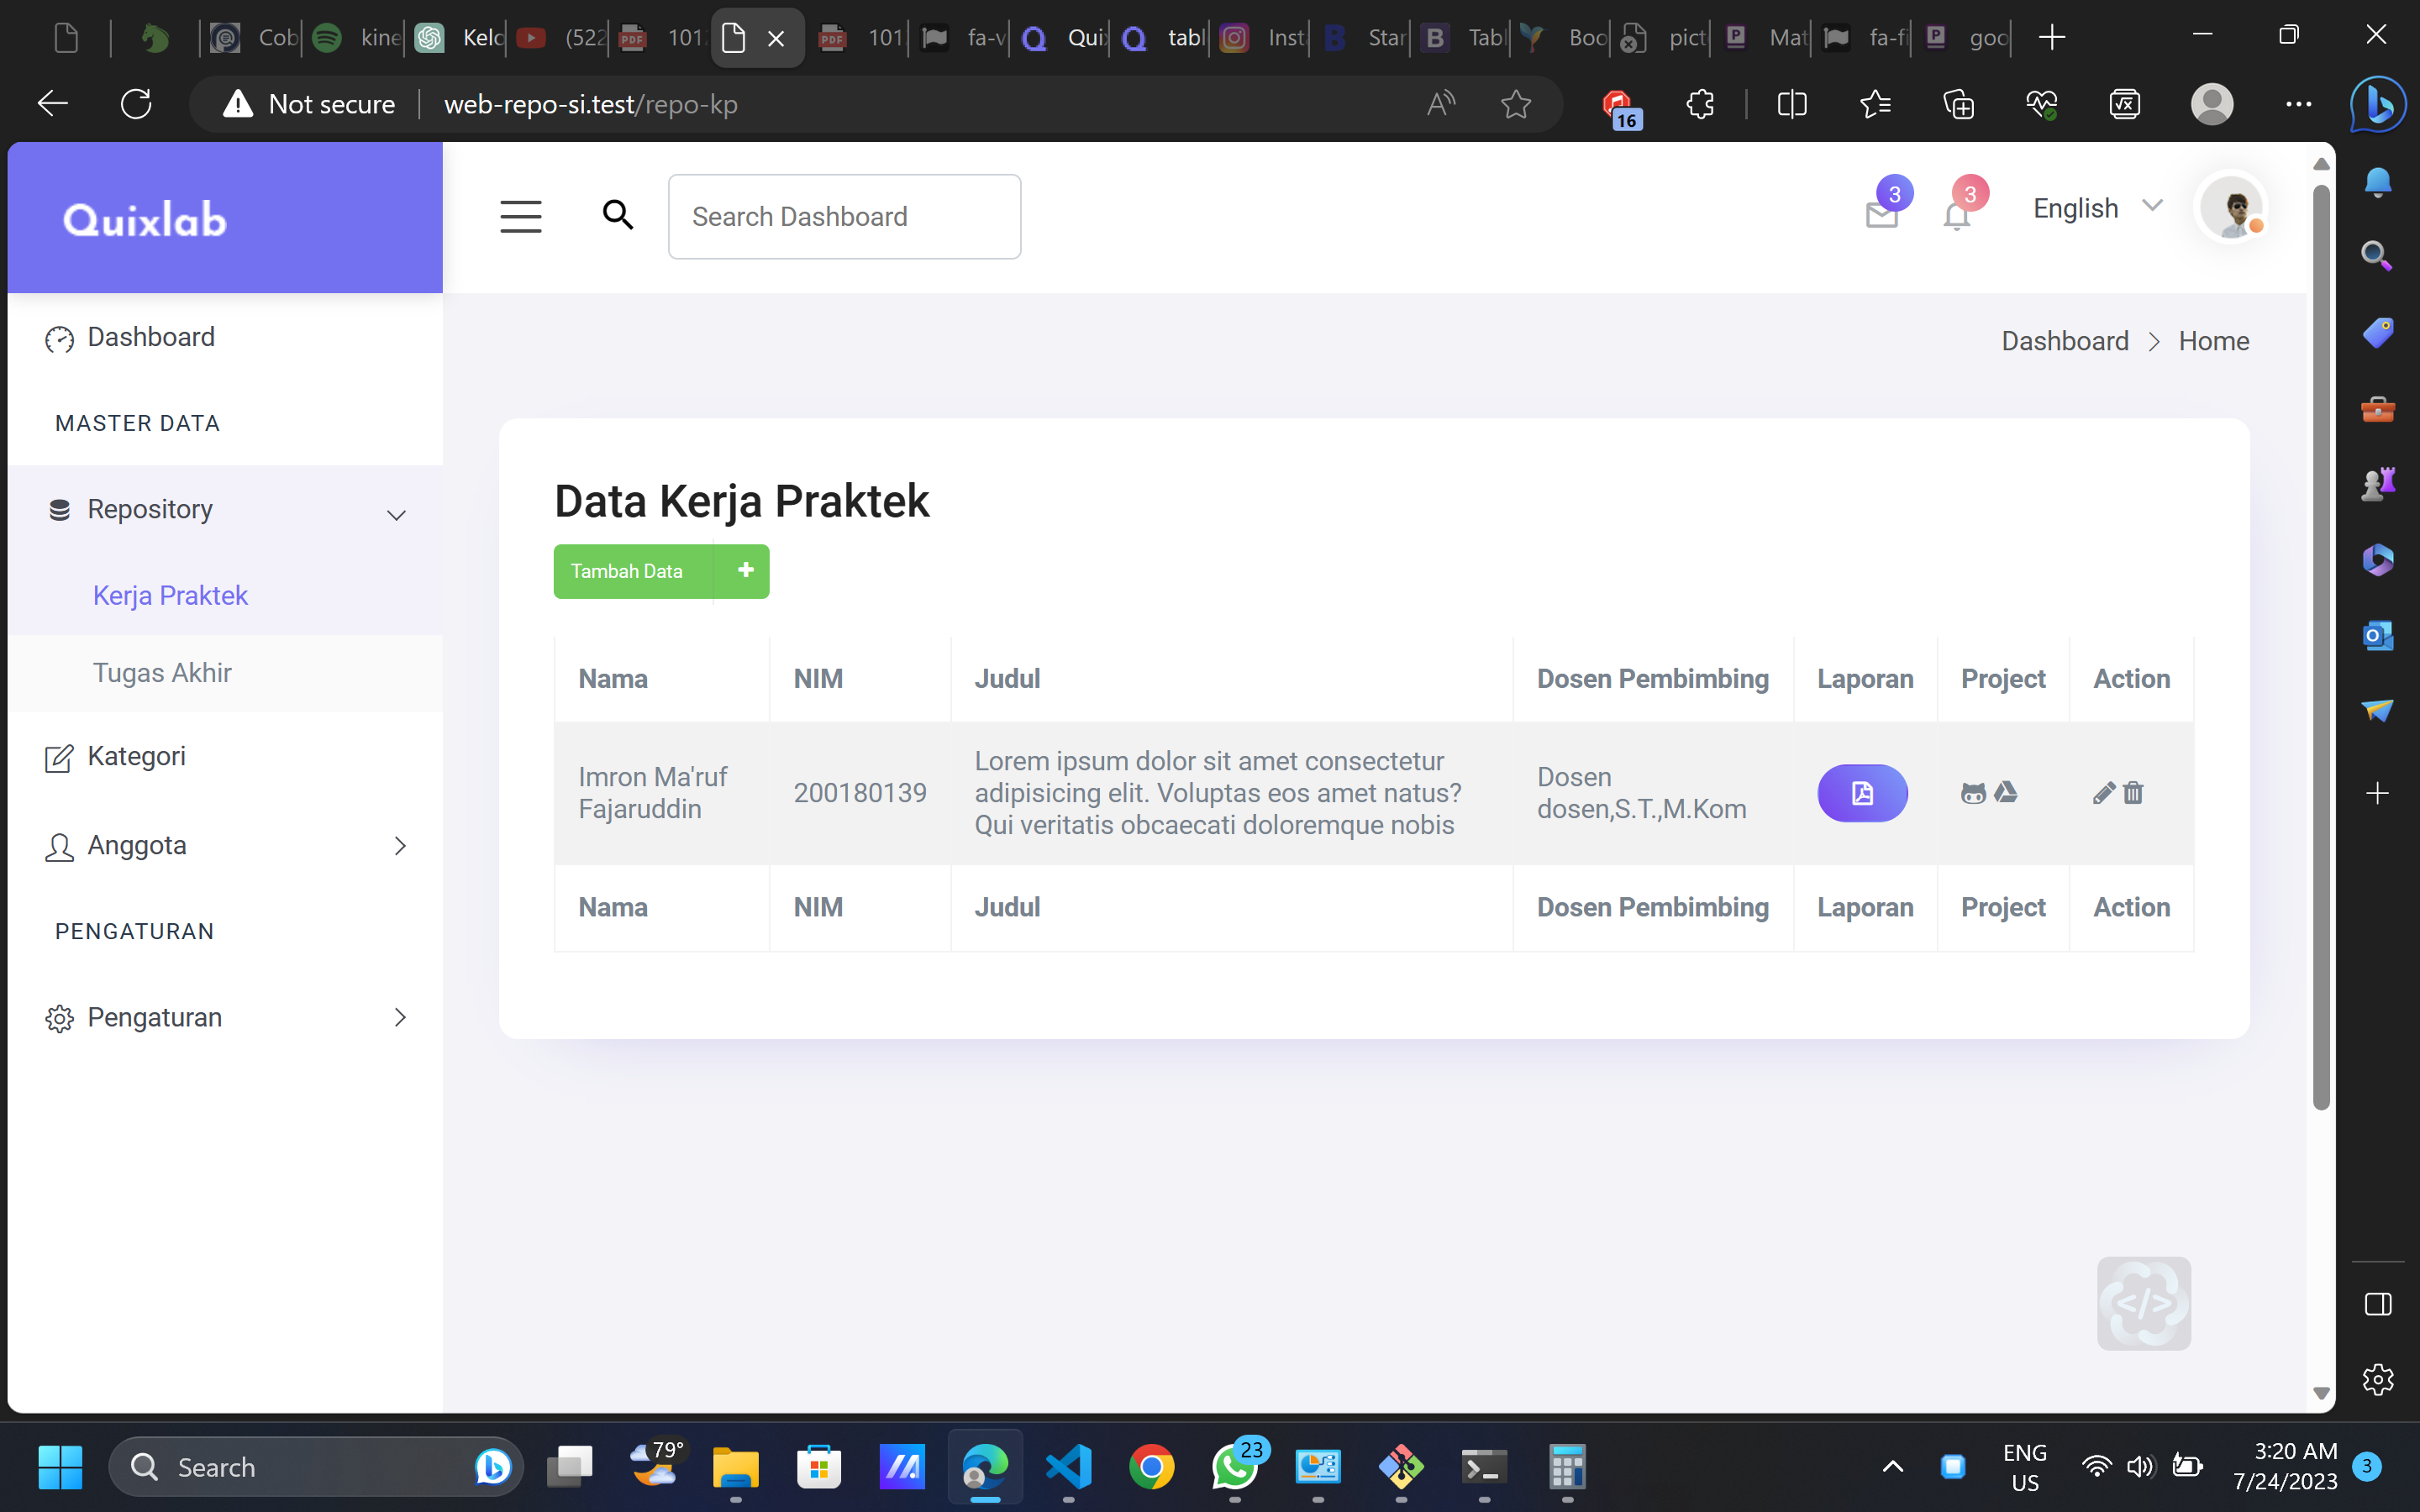 Cob
kine
Kelc
(522
101
101
fa-v
Qui
tabl
Inst
Star
Tabl
Boo
pict
Mat
fa-fi
goo
Not secure
web-repo-si.test/repo-kp
16
Quixlab
Search Dashboard
3
3
English
Dashboard
MASTER DATA
Repository
Kerja Praktek
Tugas Akhir
Kategori
Anggota
PENGATURAN
Pengaturan
Dashboard > Home
Data Kerja Praktek
Tambah Data
Nama NIM Judul Dosen Pembimbing Laporan Project Action
Imron Ma'ruf
Fajaruddin
200180139
Lorem ipsum dolor sit amet consectetur
adipisicing elit. Voluptas eos amet natus?
Qui veritatis obcaecati doloremque nobis
Dosen
dosen,S.T.,M.Kom
Nama NIM Judul Dosen Pembimbing Laporan Project Action
Search
79°
23
ENG
US
3:20 AM
7/24/2023
3